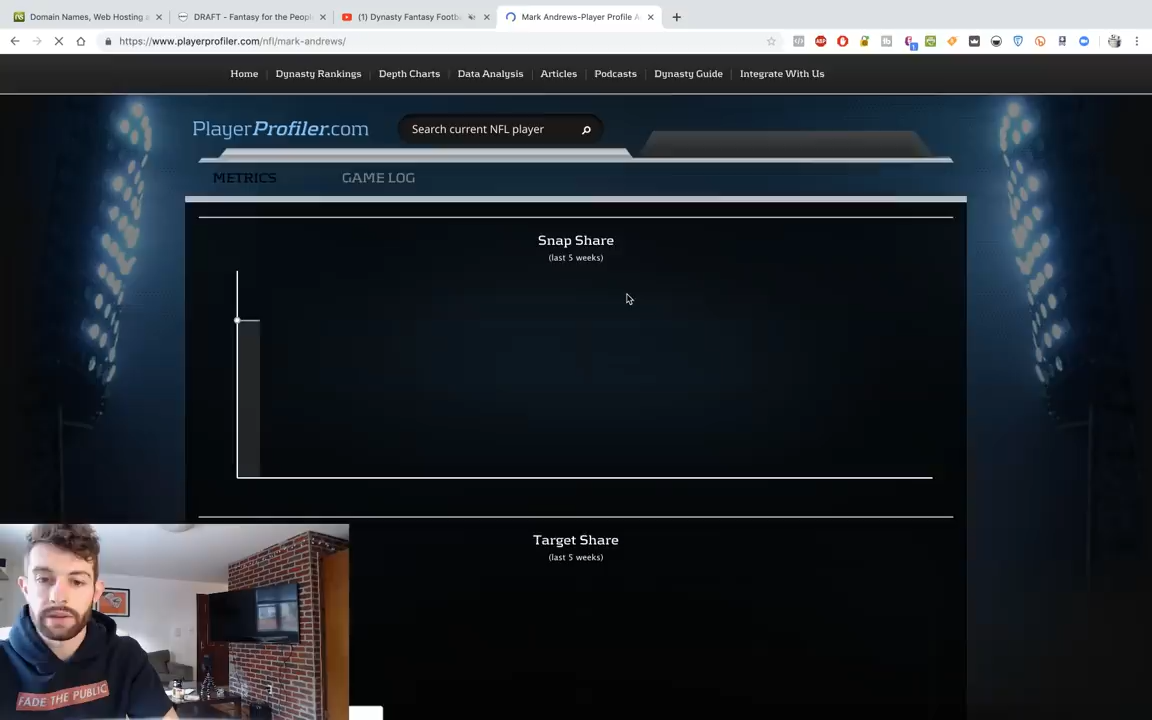 Domain Names, Web Hosting a
DRAFT - Fantasy for the Peopl
(1) Dynasty Fantasy Footb
Mark Andrews-Player Profile A
https://www.playerprofiler.com/nfl/mark-andrews/
Home
Dynasty Rankings
Depth Charts
Data Analysis
Articles
Podcasts
Dynasty Guide
Integrate With Us
PlayerProfiler.com
Search current NFL player
METRICS
GAME LOG
Snap Share
(last 5 weeks)
Target Share
(last 5 weeks)
FADE THE PUBLIC